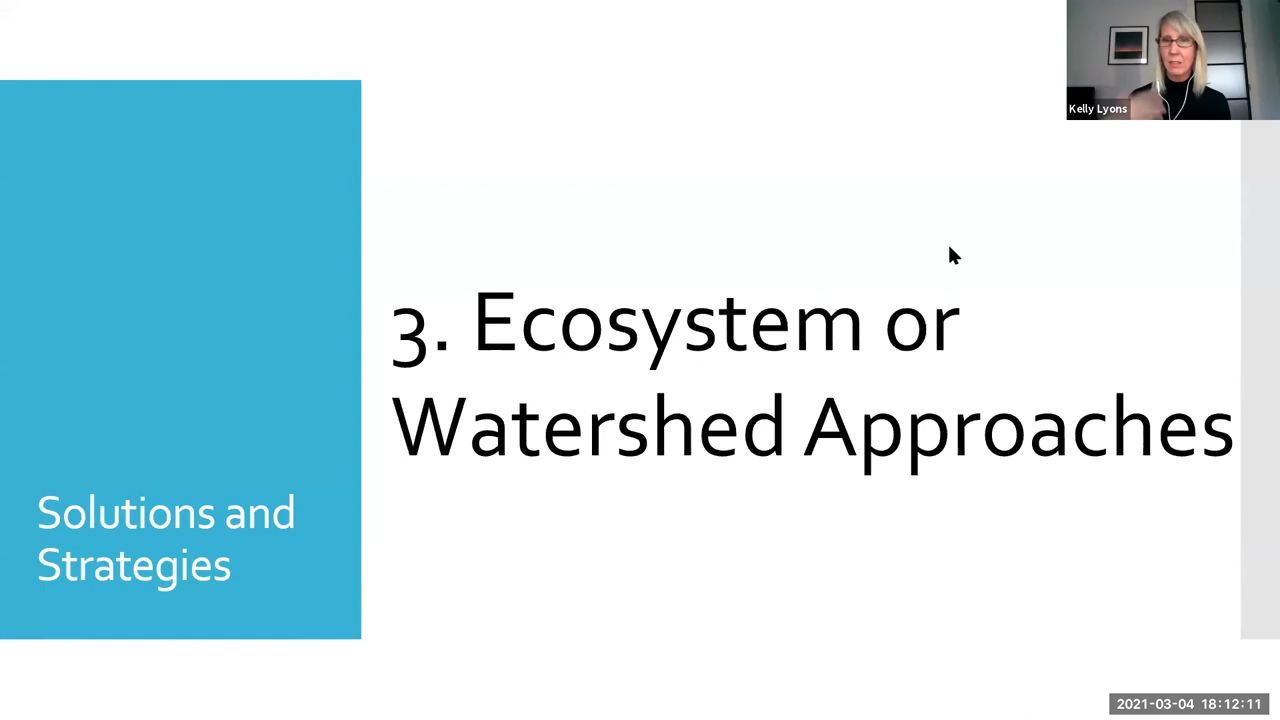 Kelly Lyons
3. Ecosystem or
Watershed Approaches
Solutions and
Strategies
2021-03-04 18:12:11